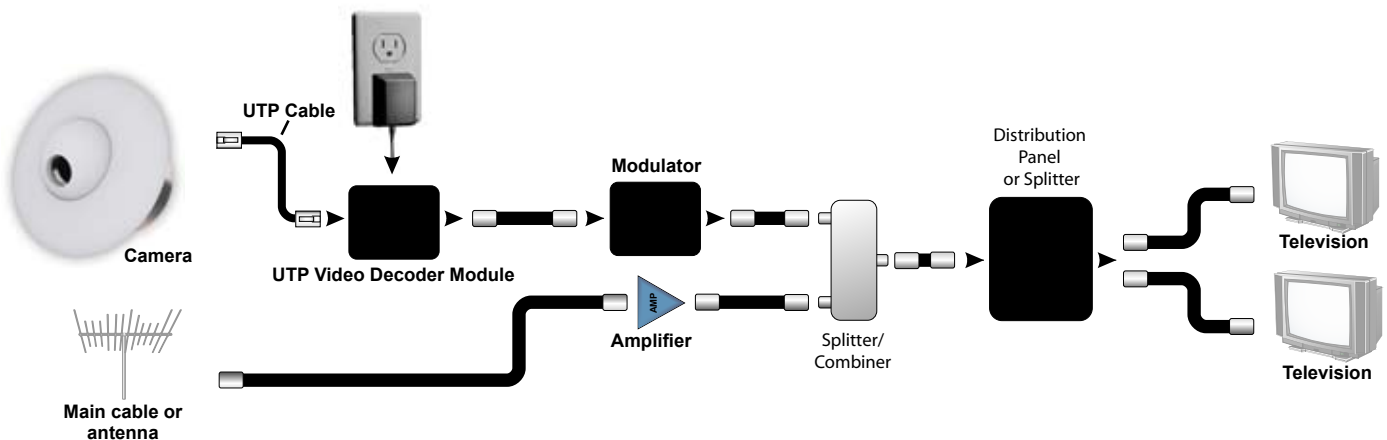 UTP Cable
Camera
UTP Video Decoder Module
Modulator
Main cable or
antenna
AMP
Amplifier
Splitter/
Combiner
Distribution
Panel
or Splitter
Television
Television